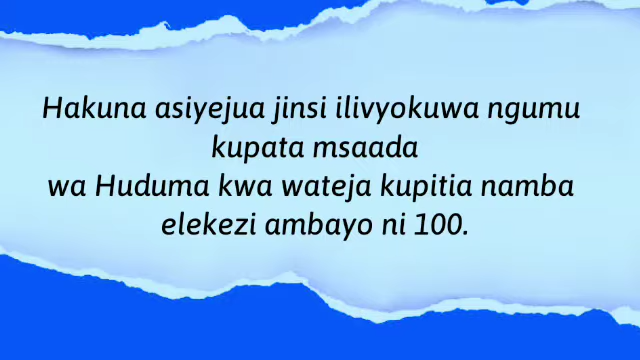 Hakuna asiyejua jinsi ilivyokuwa ngumu
kupata msaada
wa Huduma kwa wateja kupitia namba
elekezi ambayo ni 100.